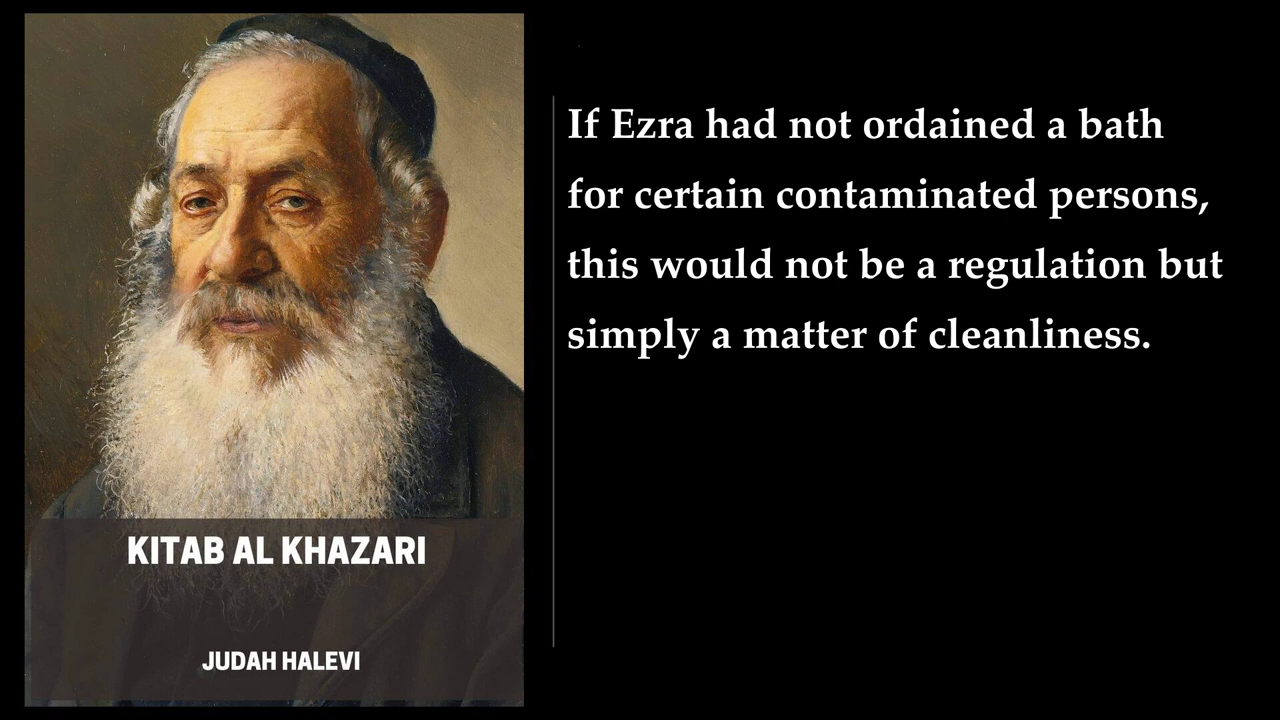 KITAB AL KHAZARI
JUDAH HALEVI
If Ezra had not ordained a bath
for certain contaminated persons,
this would not be a regulation but
simply a matter of cleanliness.